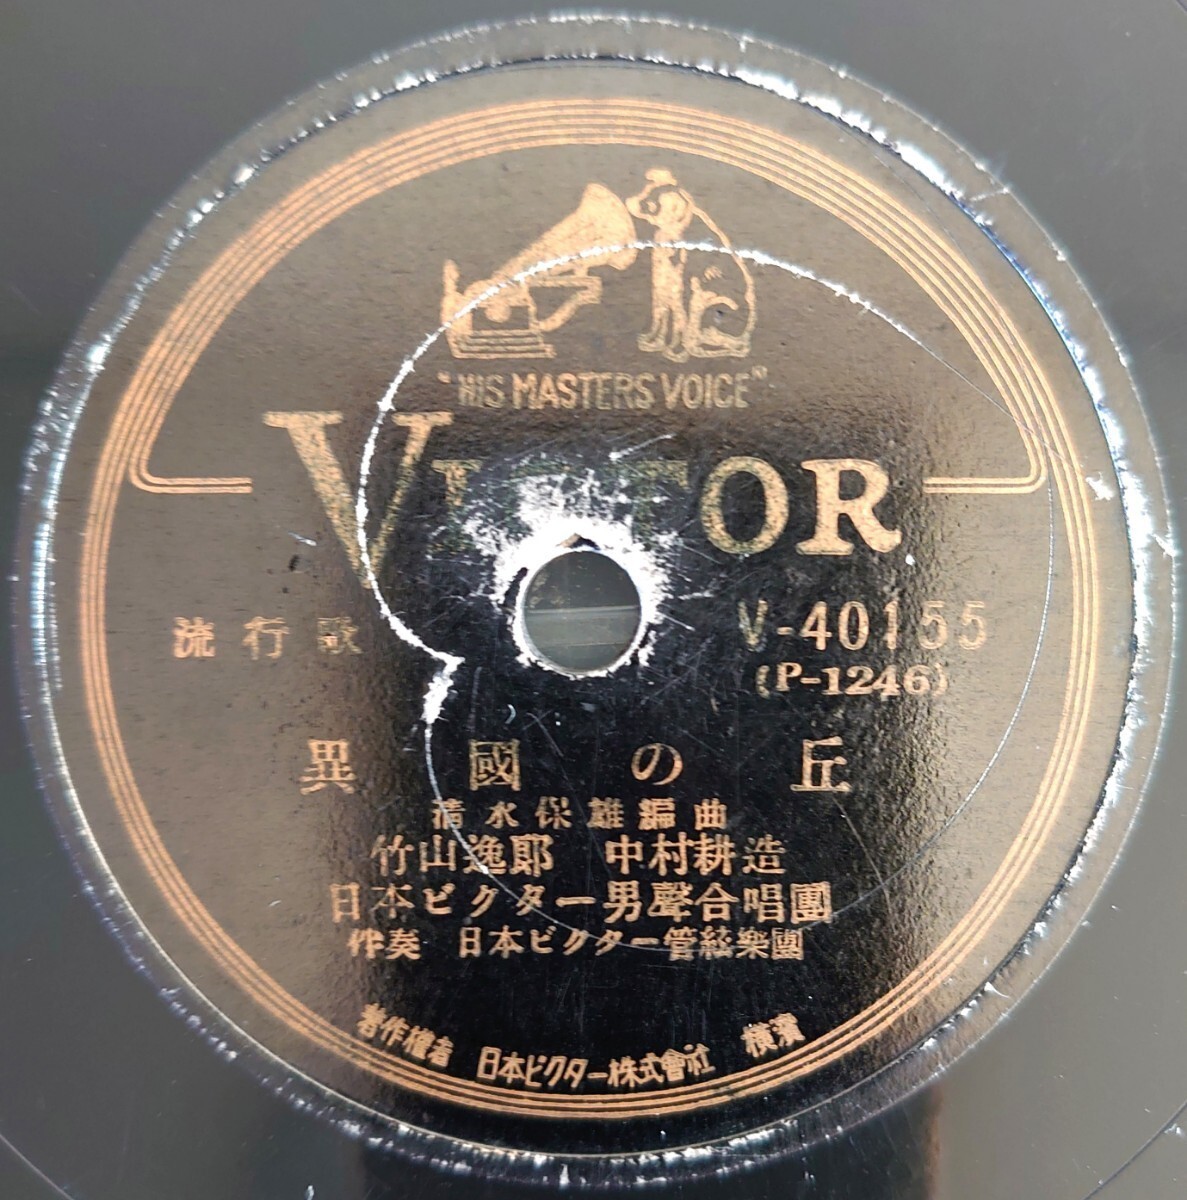 "HIS MASTERS VOICE"
VICTOR
流行歌
V-40155
(P-1246)
異國の丘
清水保雄編曲
竹山逸郎 中村耕造
日本ビクター男聲合唱團
伴奏 日本ビクター管絃樂團
著作權者 日本ビクター株式會社 横濱